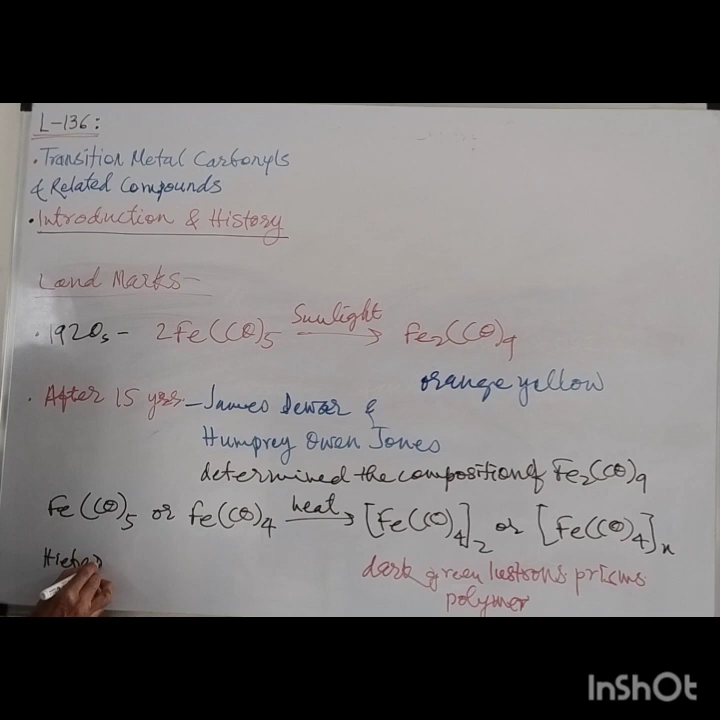 L-136:
. Transition Metal Carbonyls
& Related Compounds
. Introduction & History
Land Marks-
. 1920s - 2Fe(CO)5 Sunlight → Fe2(CO)9
orange yellow
. After 15 yrs - James Dewar &
Humprey Owen Jones
determined the composition of Fe2(CO)9
Fe(CO)5 or Fe(CO)4 heat → [Fe(CO)4]2 or [Fe(CO)4]n
dark green lustrous prisms
polymer
InShOt